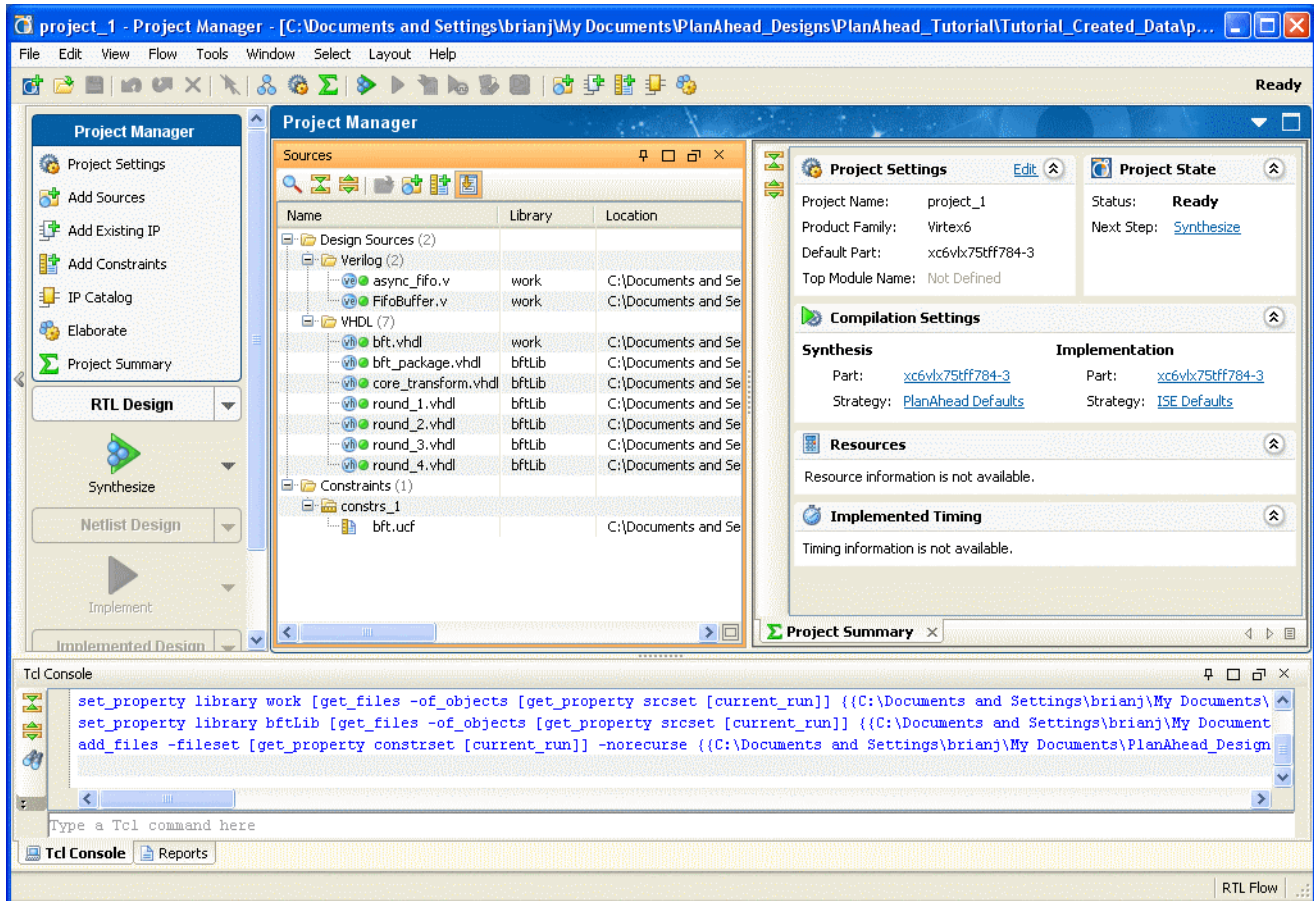 project_1 - Project Manager - [C:\Documents and Settings\brianj\My Documents\PlanAhead_Designs\PlanAhead_Tutorial\Tutorial_Created_Data\p...
File Edit View Flow Tools Window Select Layout Help
Ready
Project Manager
Project Settings
Add Sources
Add Existing IP
Add Constraints
IP Catalog
Elaborate
Project Summary
RTL Design
Synthesize
Netlist Design
Implement
Implemented Design
Project Manager
Sources
Name Library Location
Design Sources (2)
Verilog (2)
async_fifo.v work C:\Documents and Se
FifoBuffer.v work C:\Documents and Se
VHDL (7)
bft.vhdl work C:\Documents and Se
bft_package.vhdl bftLib C:\Documents and Se
core_transform.vhdl bftLib C:\Documents and Se
round_1.vhdl bftLib C:\Documents and Se
round_2.vhdl bftLib C:\Documents and Se
round_3.vhdl bftLib C:\Documents and Se
round_4.vhdl bftLib C:\Documents and Se
Constraints (1)
constrs_1
bft.ucf C:\Documents and Se
Project Settings Edit
Project Name: project_1
Product Family: Virtex6
Default Part: xc6vlx75tff784-3
Top Module Name: Not Defined
Project State
Status: Ready
Next Step: Synthesize
Compilation Settings
Synthesis
Part: xc6vlx75tff784-3
Strategy: PlanAhead Defaults
Implementation
Part: xc6vlx75tff784-3
Strategy: ISE Defaults
Resources
Resource information is not available.
Implemented Timing
Timing information is not available.
Project Summary
Tcl Console
set_property library work [get_files -of_objects [get_property srcset [current_run]] {{C:\Documents and Settings\brianj\My Documents\
set_property library bftLib [get_files -of_objects [get_property srcset [current_run]] {{C:\Documents and Settings\brianj\My Document
add_files -fileset [get_property constrset [current_run]] -norecurse {{C:\Documents and Settings\brianj\My Documents\PlanAhead_Design
Type a Tcl command here
Tcl Console Reports
RTL Flow